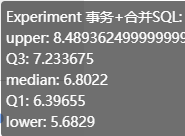 Experiment 事务+合并SQL:
upper: 8.489362499999999
Q3: 7.233675
median: 6.8022
Q1: 6.39655
lower: 5.6829